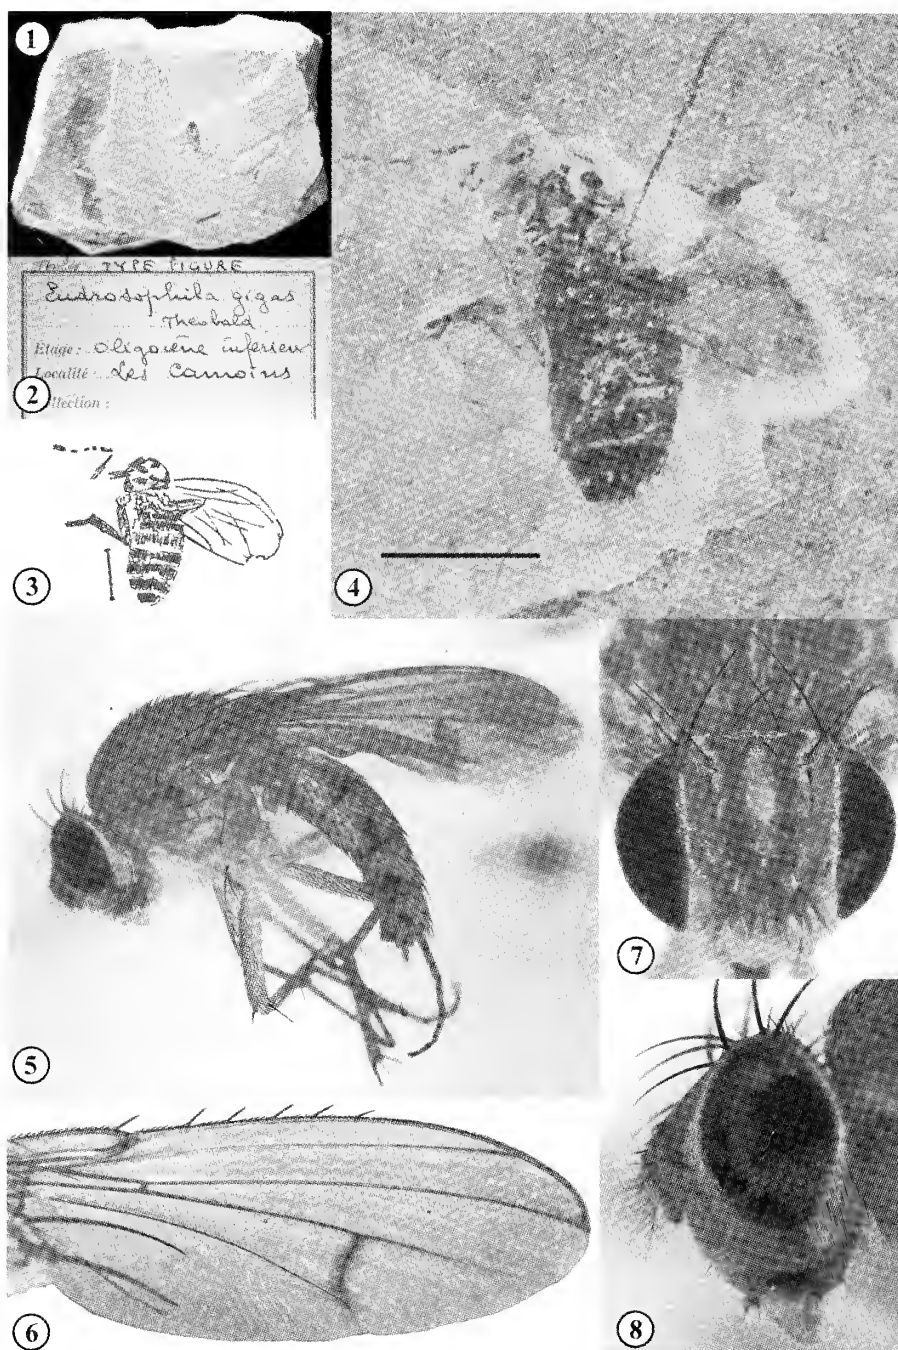 1
TYPE FIGURE
Eudrosophila gigas
Theobald
Etage: Oligocène inférieur
Localité: Les Camoins
2
Collection :
3
4
5
7
6
8